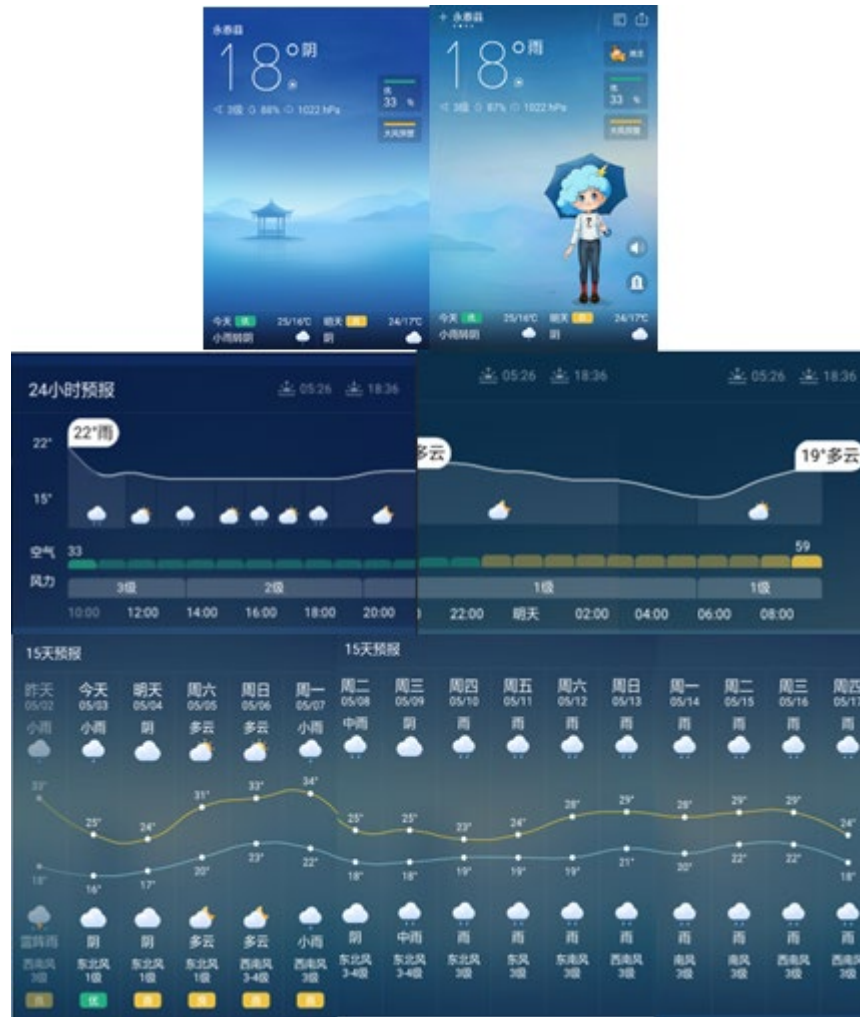 永泰县
18°阴
3级 88% 1022 hPa
优
33
大风预警
今天 优 25/16℃ 明天 24/17℃
小雨转阴 阴
永泰县
18°雨
3级 87% 1022 hPa
33
大风预警
今天 优 25/16℃ 明天 24/17℃
小雨转阴 阴
24小时预报 05:26 18:36
22°雨
22°
15°
空气 33
风力 3级 2级
10:00 12:00 14:00 16:00 18:00 20:00
05:26 18:36 05:26 18:36
多云 19°多云
59
1级 1级
22:00 明天 02:00 04:00 06:00 08:00
15天预报
昨天 今天 明天 周六 周日 周一
05/02 05/03 05/04 05/05 05/06 05/07
小雨 小雨 阴 多云 多云 小雨
33° 25° 24° 31° 33° 34°
18° 16° 17° 20° 23° 22°
雷阵雨 阴 阴 多云 多云 小雨
西南风 东北风 东北风 东北风 西南风 西南风
3级 1级 1级 1级 3-4级 3级
优
15天预报
周二 周三 周四 周五 周六 周日 周一 周二 周三 周四
05/08 05/09 05/10 05/11 05/12 05/13 05/14 05/15 05/16 05/17
中雨 阴 雨 雨 雨 雨 雨 雨 雨 雨
25° 25° 23° 24° 28° 29° 28° 29° 29° 24°
18° 18° 19° 19° 19° 21° 20° 22° 22° 18°
阴 中雨 雨 雨 雨 雨 雨 雨 雨 雨
东北风 东北风 东北风 东风 东南风 西南风 南风 南风 西南风 西南风
3-4级 3-4级 3级 3级 3级 3级 3级 3级 3级 3级